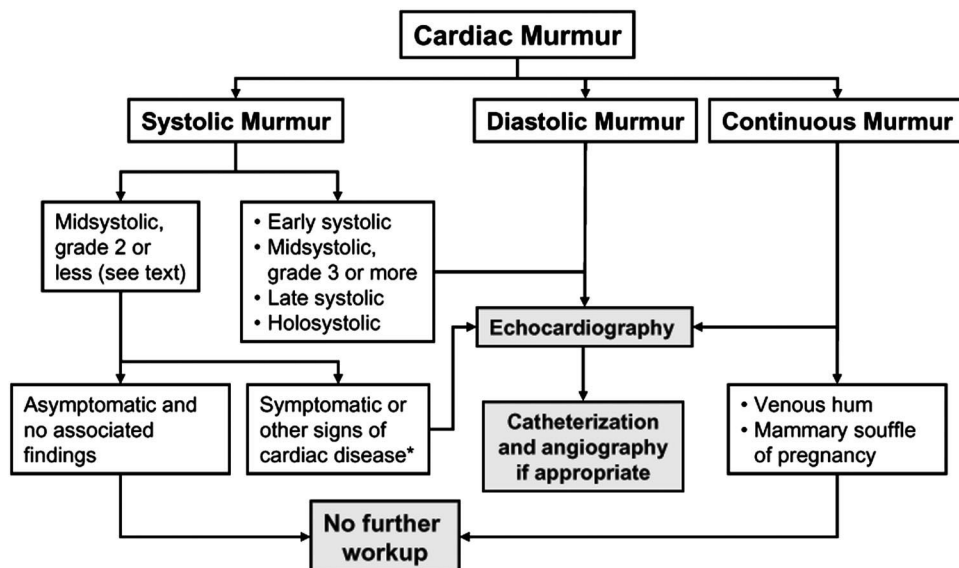 Cardiac Murmur
Systolic Murmur
Diastolic Murmur
Continuous Murmur
Midsystolic,
grade 2 or
less (see text)
• Early systolic
• Midsystolic,
grade 3 or more
• Late systolic
• Holosystolic
Echocardiography
Asymptomatic and
no associated
findings
Symptomatic or
other signs of
cardiac disease*
Catheterization
and angiography
if appropriate
• Venous hum
• Mammary souffle
of pregnancy
No further
workup